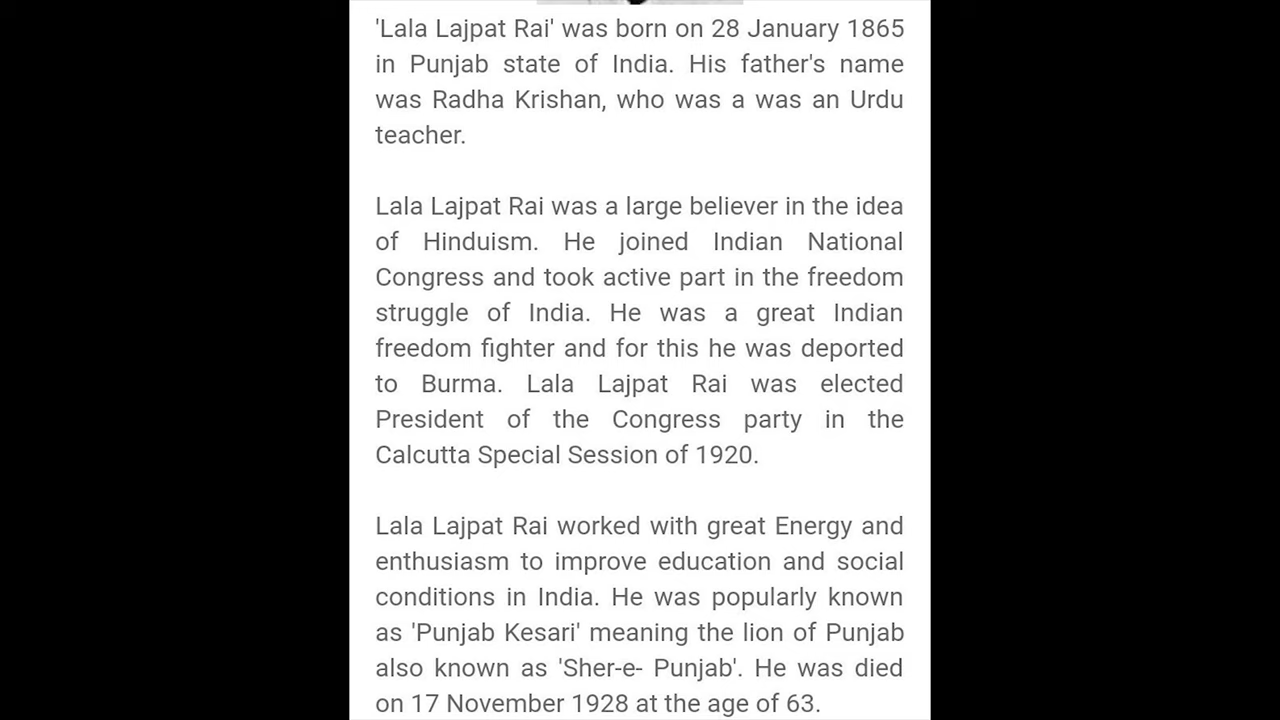 'Lala Lajpat Rai' was born on 28 January 1865
in Punjab state of India. His father's name
was Radha Krishan, who was a was an Urdu
teacher.
Lala Lajpat Rai was a large believer in the idea
of Hinduism. He joined Indian National
Congress and took active part in the freedom
struggle of India. He was a great Indian
freedom fighter and for this he was deported
to Burma. Lala Lajpat Rai was elected
President of the Congress party in the
Calcutta Special Session of 1920.
Lala Lajpat Rai worked with great Energy and
enthusiasm to improve education and social
conditions in India. He was popularly known
as 'Punjab Kesari' meaning the lion of Punjab
also known as 'Sher-e- Punjab'. He was died
on 17 November 1928 at the age of 63.